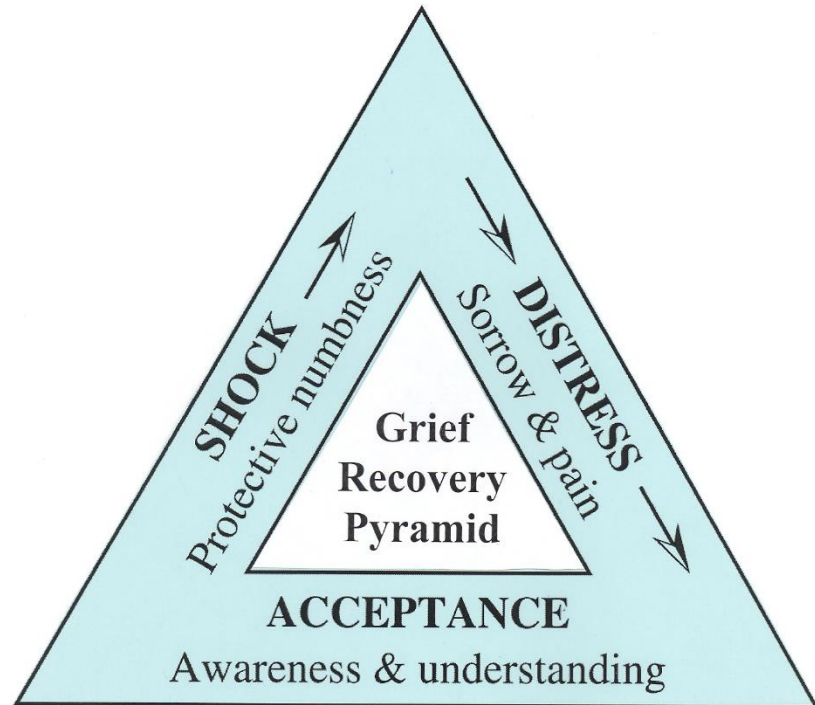 SHOCK
Protective numbness
DISTRESS
Sorrow & pain
Grief
Recovery
Pyramid
ACCEPTANCE
Awareness & understanding